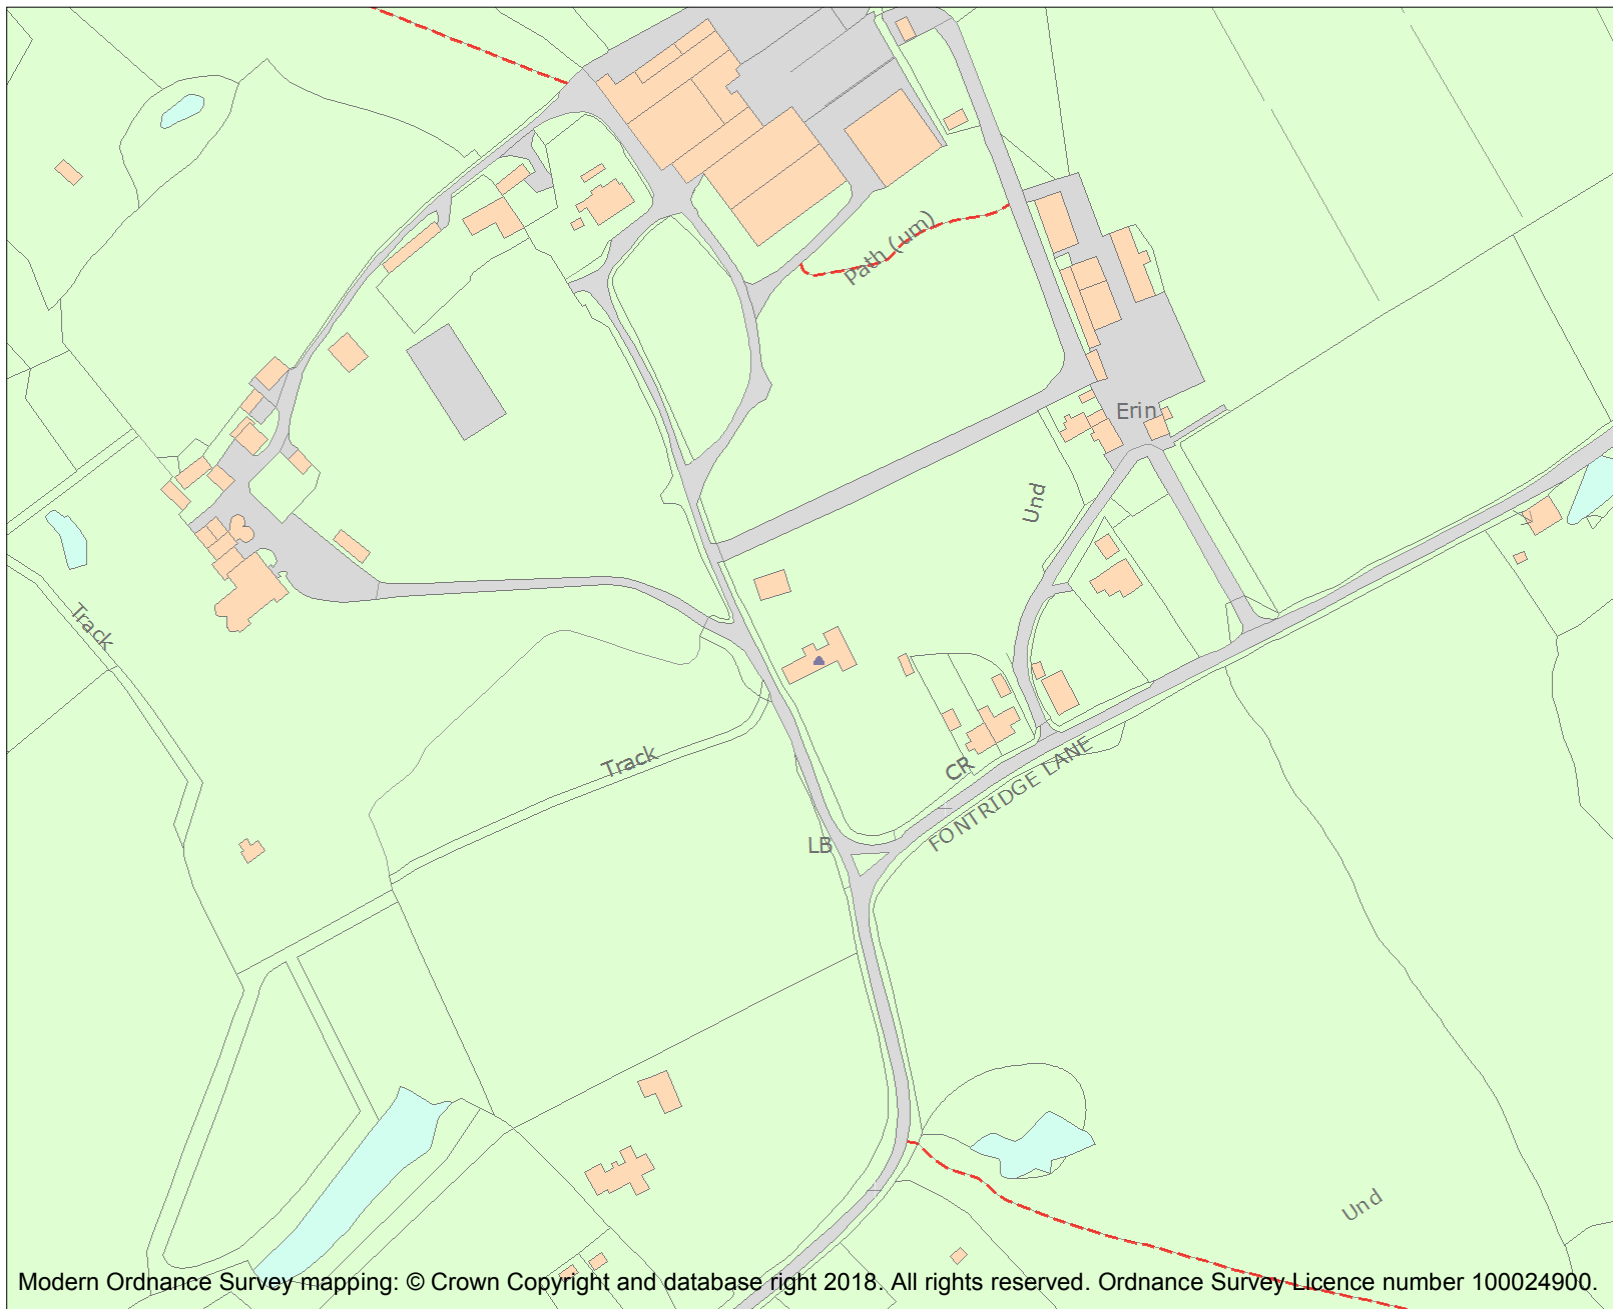 Path (um)
Erin
Und
Track
Track
CR
FONTRIDGE LANE
LB
Und
Modern Ordnance Survey mapping: © Crown Copyright and database right 2018. All rights reserved. Ordnance Survey Licence number 100024900.